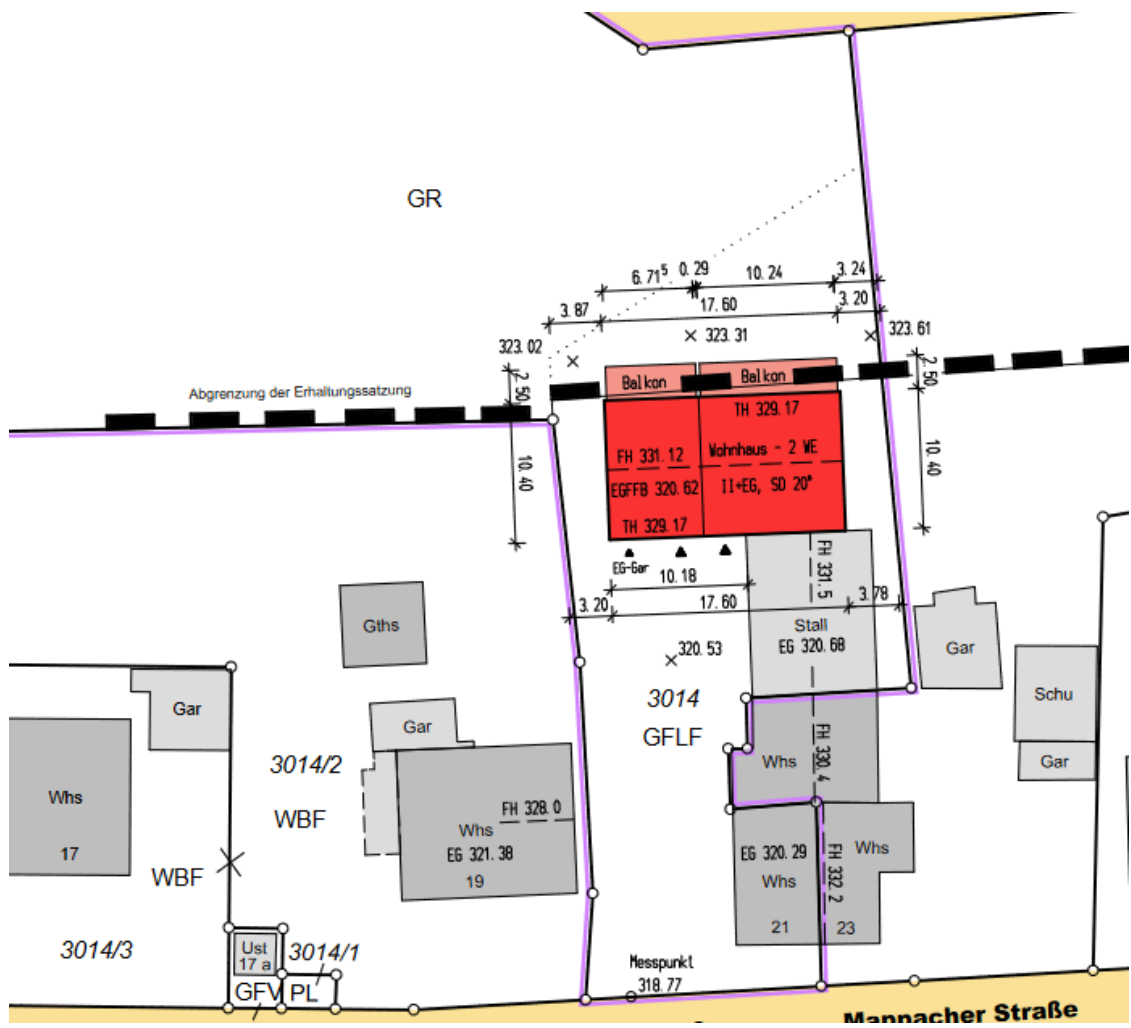 GR
6.71⁵ 0.29 10.24 3.24
3.87 17.60 3.20
323.02 323.31 323.61
2.50 2.50
Abgrenzung der Erhaltungssatzung
Balkon Balkon
TH 329.17
FH 331.12 Wohnhaus - 2 WE
EGFFB 320.62 II+EG, SD 20°
TH 329.17
10.40 10.40
EG-Gar
10.18
3.20 17.60 3.78
FH 331.5
Stall
EG 320.68
320.53
Gths
Gar
3014
GFLF
Schu
Gar
Gar
Gar
3014/2
WBF
Whs
17
WBF
FH 328.0
Whs
EG 321.38
19
Whs
FH 330.4
EG 320.29
Whs
21
FH 332.2
Whs
23
3014/3
Ust
17 a
3014/1
GFV PL
Messpunkt
318.77
Mappacher Straße